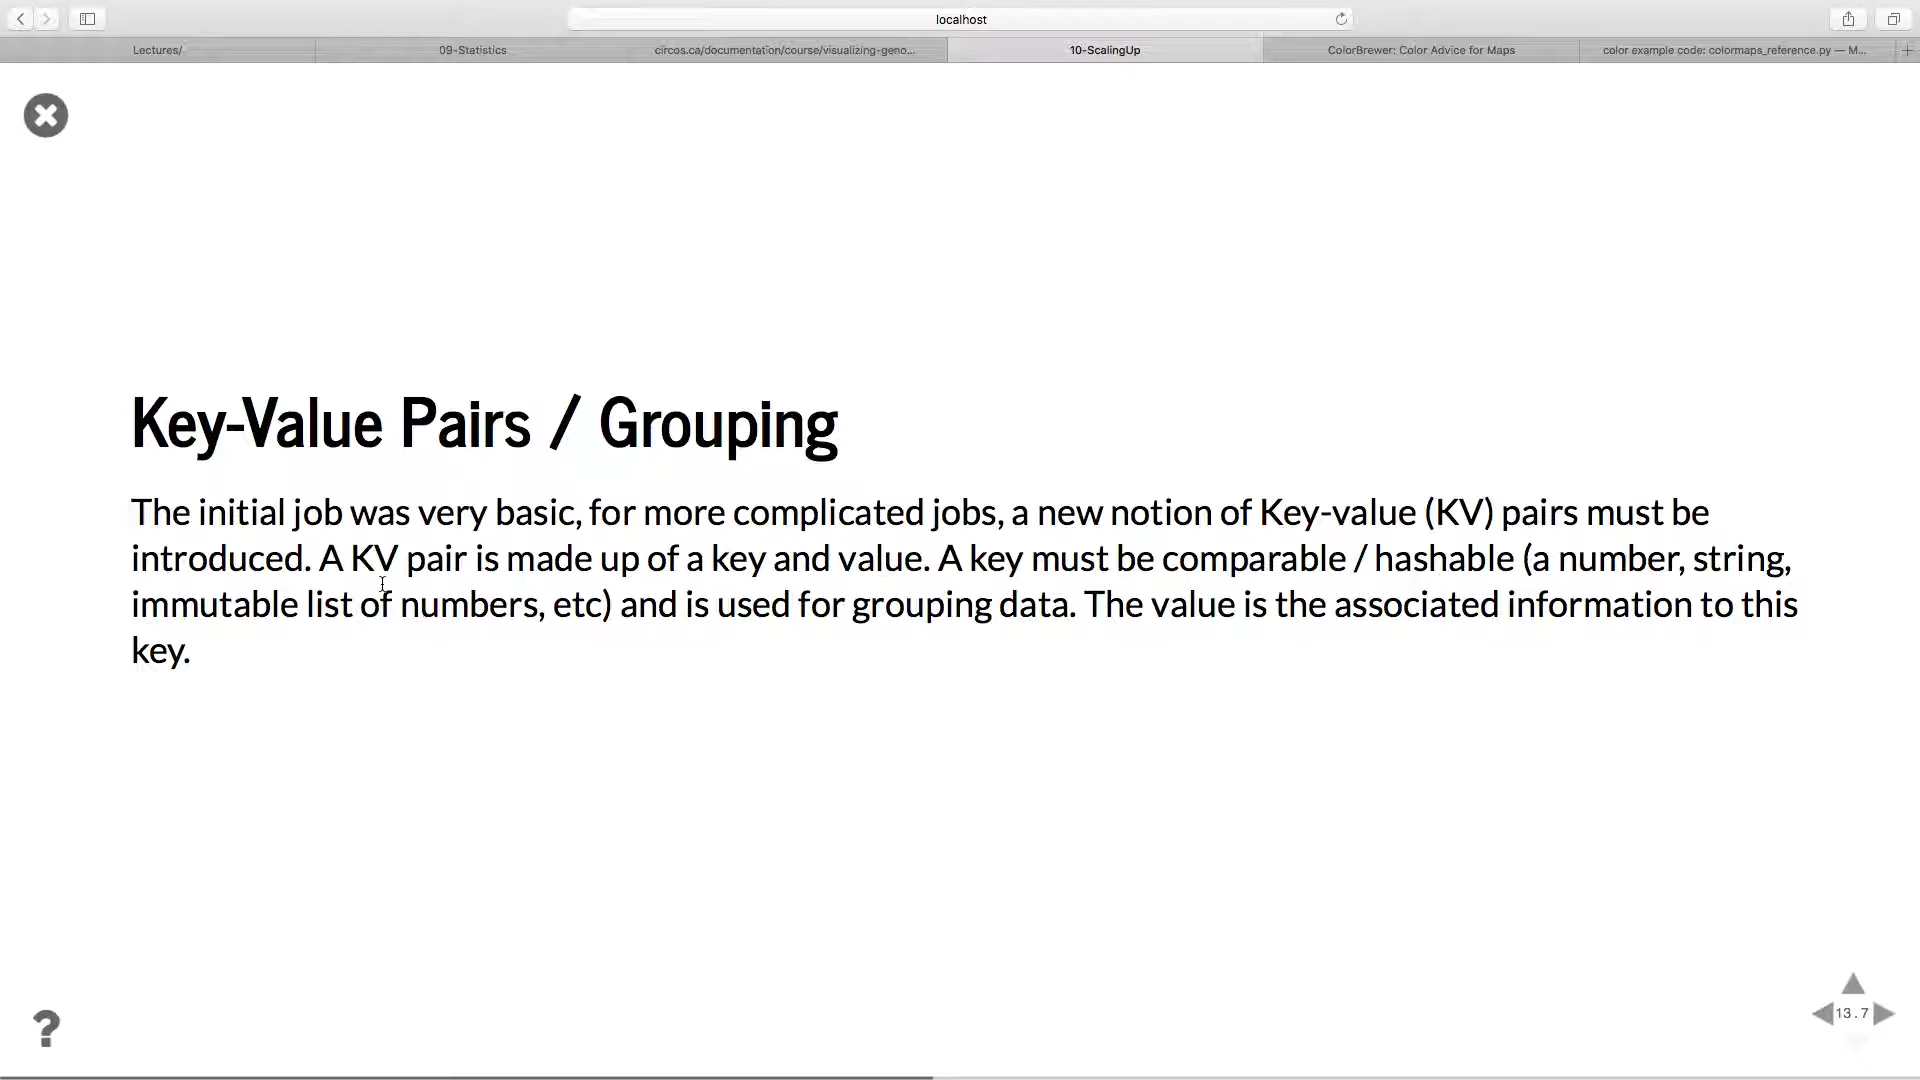 localhost
Lectures/
09-Statistics
circos.ca/documentation/course/visualizing-geno...
10-ScalingUp
ColorBrewer: Color Advice for Maps
color example code: colormaps_reference.py — M...
Key-Value Pairs / Grouping
The initial job was very basic, for more complicated jobs, a new notion of Key-value (KV) pairs must be
introduced. A KV pair is made up of a key and value. A key must be comparable / hashable (a number, string,
immutable list of numbers, etc) and is used for grouping data. The value is the associated information to this
key.
?
13.7